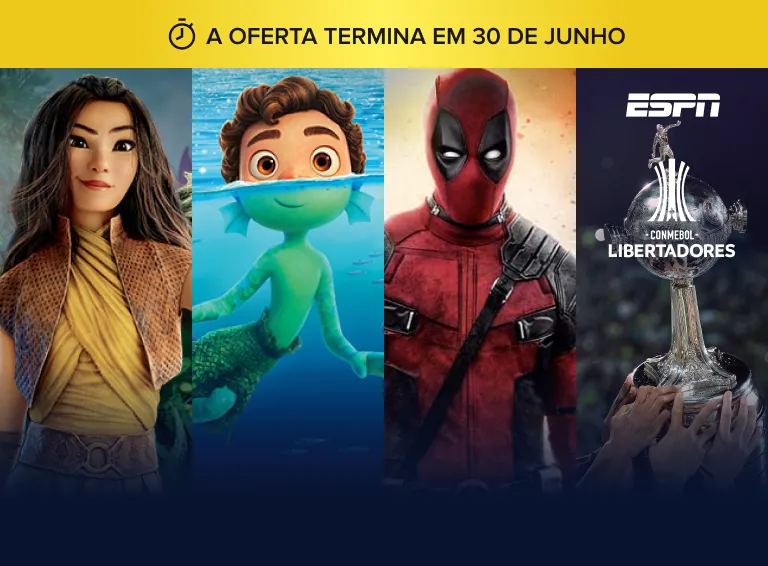 A OFERTA TERMINA EM 30 DE JUNHO
ESPN
CONMEBOL
LIBERTADORES